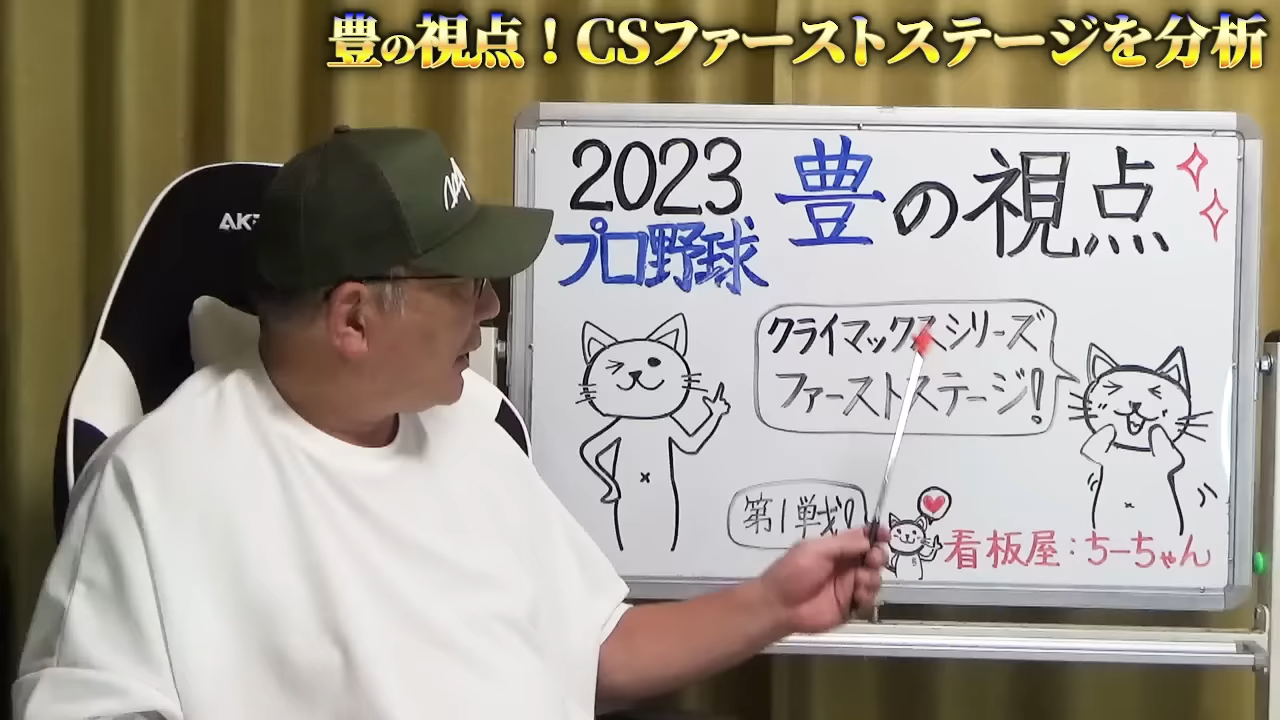 豊の視点！CSファーストステージを分析
2023
プロ野球
豊の視点
クライマックスシリーズ
ファーストステージ!
第1戦!
看板屋:ちーちゃん